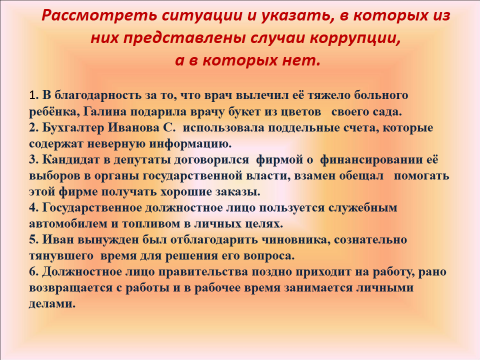 Рассмотреть ситуации и указать, в которых из
них представлены случаи коррупции,
а в которых нет.
1. В благодарность за то, что врач вылечил её тяжело больного
ребёнка, Галина подарила врачу букет из цветов своего сада.
2. Бухгалтер Иванова С. использовала поддельные счета, которые
содержат неверную информацию.
3. Кандидат в депутаты договорился фирмой о финансировании её
выборов в органы государственной власти, взамен обещал помогать
этой фирме получать хорошие заказы.
4. Государственное должностное лицо пользуется служебным
автомобилем и топливом в личных целях.
5. Иван вынужден был отблагодарить чиновника, сознательно
тянувшего время для решения его вопроса.
6. Должностное лицо правительства поздно приходит на работу, рано
возвращается с работы и в рабочее время занимается личными
делами.